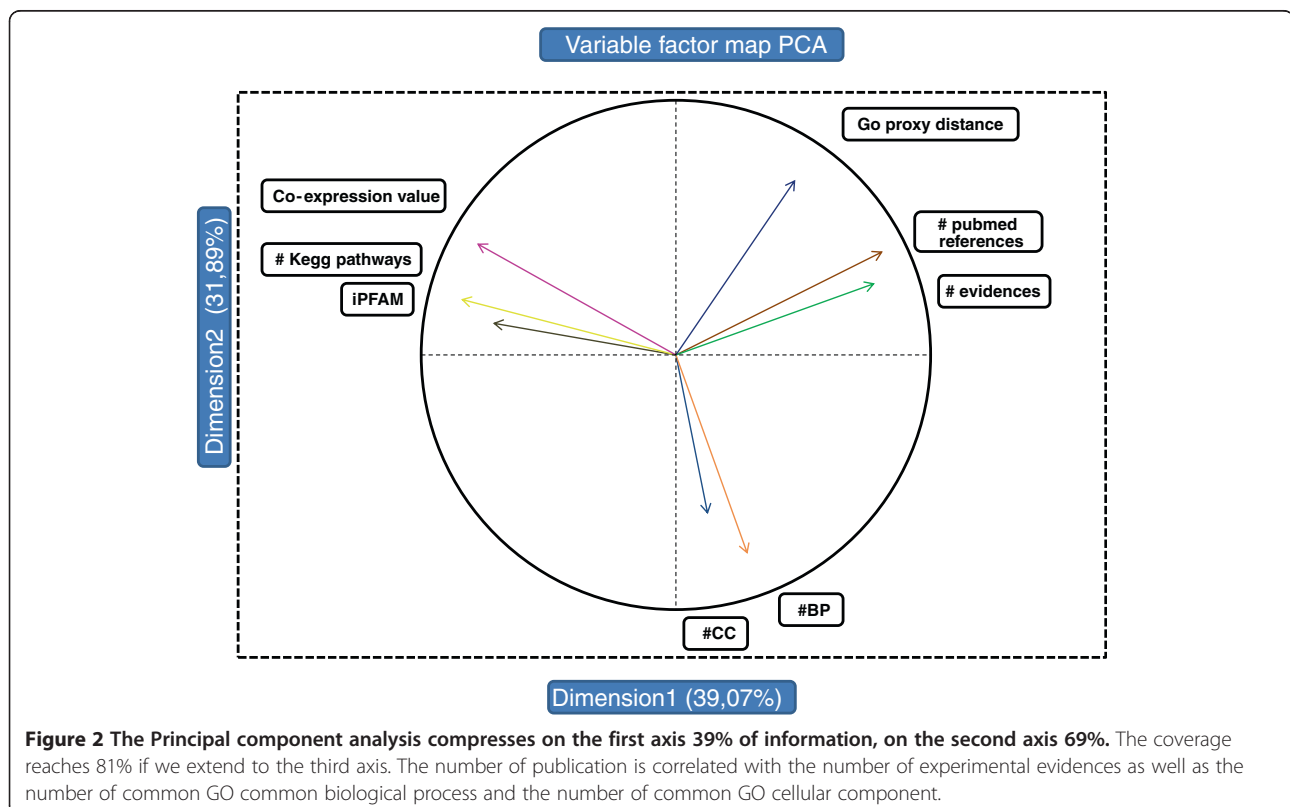 Variable factor map PCA
Go proxy distance
Co-expression value
# pubmed
references
# Kegg pathways
# evidences
iPFAM
Dimension2 (31,89%)
#BP
#CC
Dimension1 (39,07%)
Figure 2 The Principal component analysis compresses on the first axis 39% of information, on the second axis 69%. The coverage
reaches 81% if we extend to the third axis. The number of publication is correlated with the number of experimental evidences as well as the
number of common GO common biological process and the number of common GO cellular component.